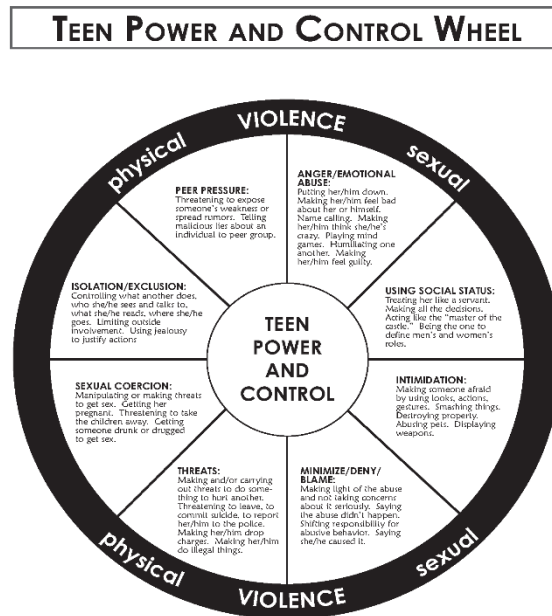 TEEN POWER AND CONTROL WHEEL
physical VIOLENCE sexual
PEER PRESSURE:
Threatening to expose
someone's weakness or
spread rumors. Telling
malicious lies about an
individual to peer group.
ANGER/EMOTIONAL
ABUSE:
Putting her/him down.
Making her/him feel bad
about her or himself.
Name calling. Making
her/him think she/he's
crazy. Playing mind
games. Humiliating one
another. Making
her/him feel guilty.
ISOLATION/EXCLUSION:
Controlling what another does,
who she/he sees and talks to,
what she/he reads, where she/he
goes. Limiting outside
involvement. Using jealousy
to justify actions
USING SOCIAL STATUS:
Treating her like a servant.
Making all the decisions.
Acting like the "master of the
castle." Being the one to
define men's and women's
roles.
TEEN
POWER
AND
CONTROL
SEXUAL COERCION:
Manipulating or making threats
to get sex. Getting her
pregnant. Threatening to take
the children away. Getting
someone drunk or drugged
to get sex.
INTIMIDATION:
Making someone afraid
by using looks, actions,
gestures. Smashing things.
Destroying property.
Abusing pets. Displaying
weapons.
THREATS:
Making and/or carrying
out threats to do some-
thing to hurt another.
Threatening to leave, to
commit suicide, to report
her/him to the police.
Making her/him drop
charges. Making her/him
do illegal things.
MINIMIZE/DENY/
BLAME:
Making light of the abuse
and not taking concerns
about it seriously. Saying
the abuse didn't happen.
Shifting responsibility for
abusive behavior. Saying
she/he caused it.
physical VIOLENCE sexual